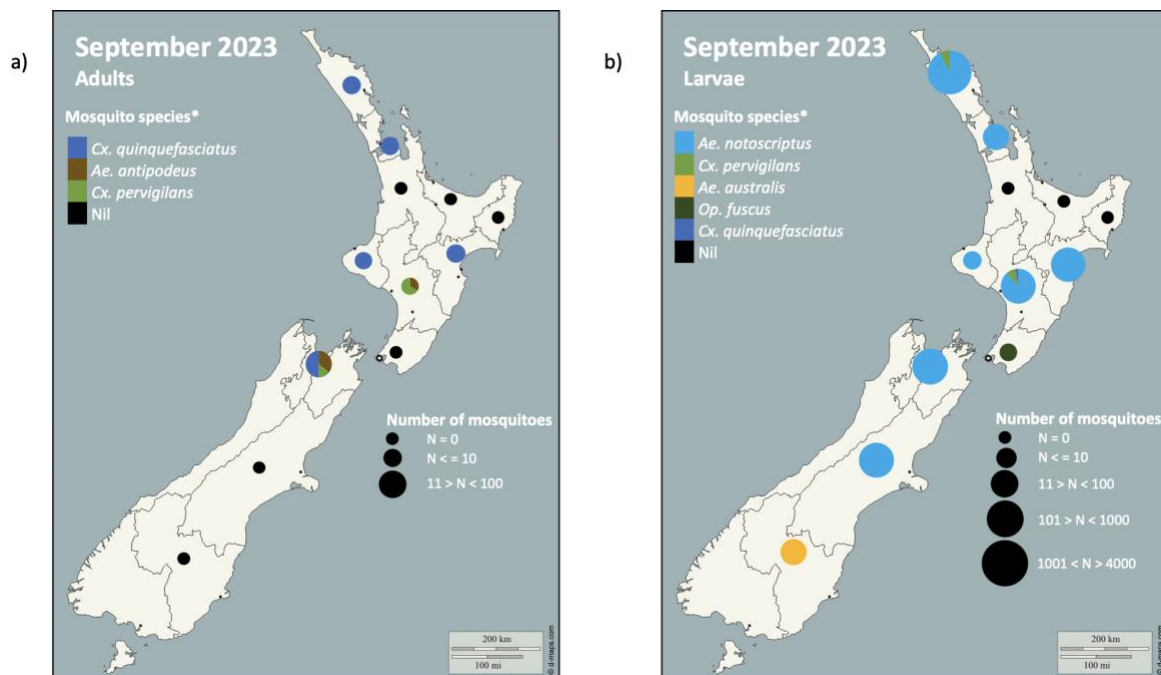 a)
September 2023
Adults
Mosquito species*
Cx. quinquefasciatus
Ae. antipodeus
Cx. pervigilans
Nil
Number of mosquitoes
N = 0
N < = 10
11 > N < 100
200 km
100 mi
© d-maps.com
b)
September 2023
Larvae
Mosquito species*
Ae. notoscriptus
Cx. pervigilans
Ae. australis
Op. fuscus
Cx. quinquefasciatus
Nil
Number of mosquitoes
N = 0
N < = 10
11 > N < 100
101 > N < 1000
1001 < N > 4000
200 km
100 mi
© d-maps.com